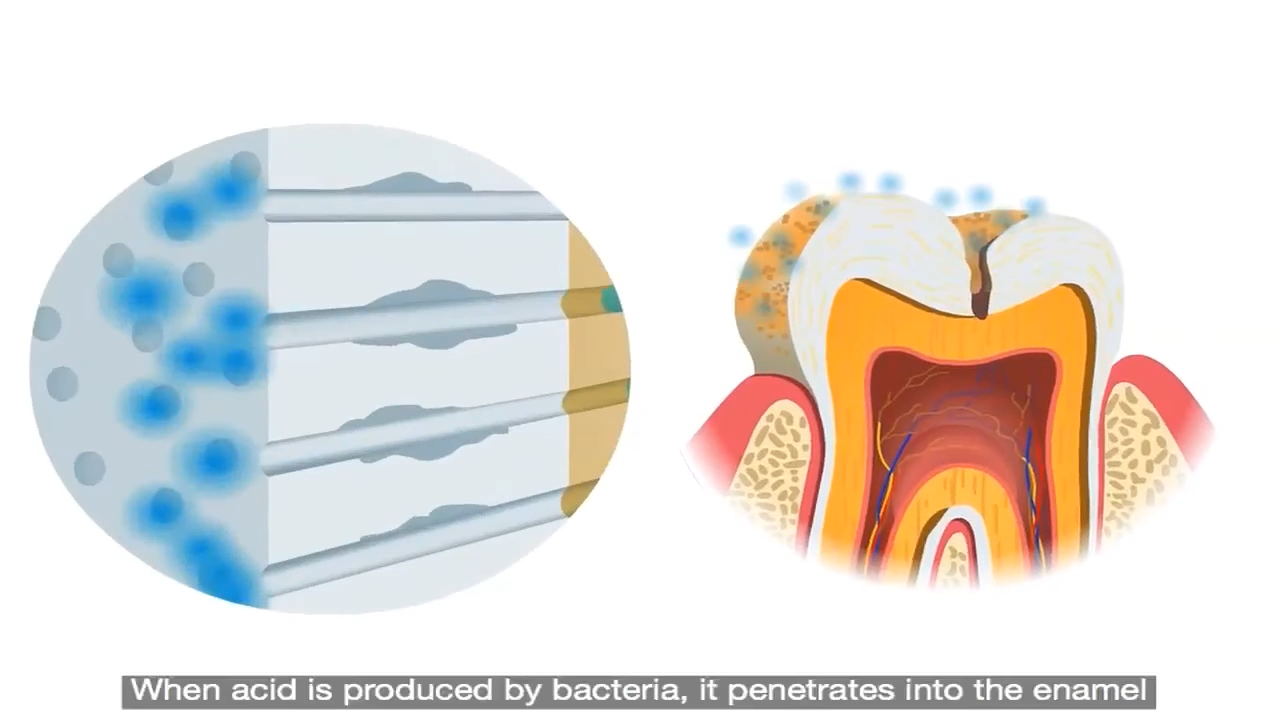 When acid is produced by bacteria, it penetrates into the enamel